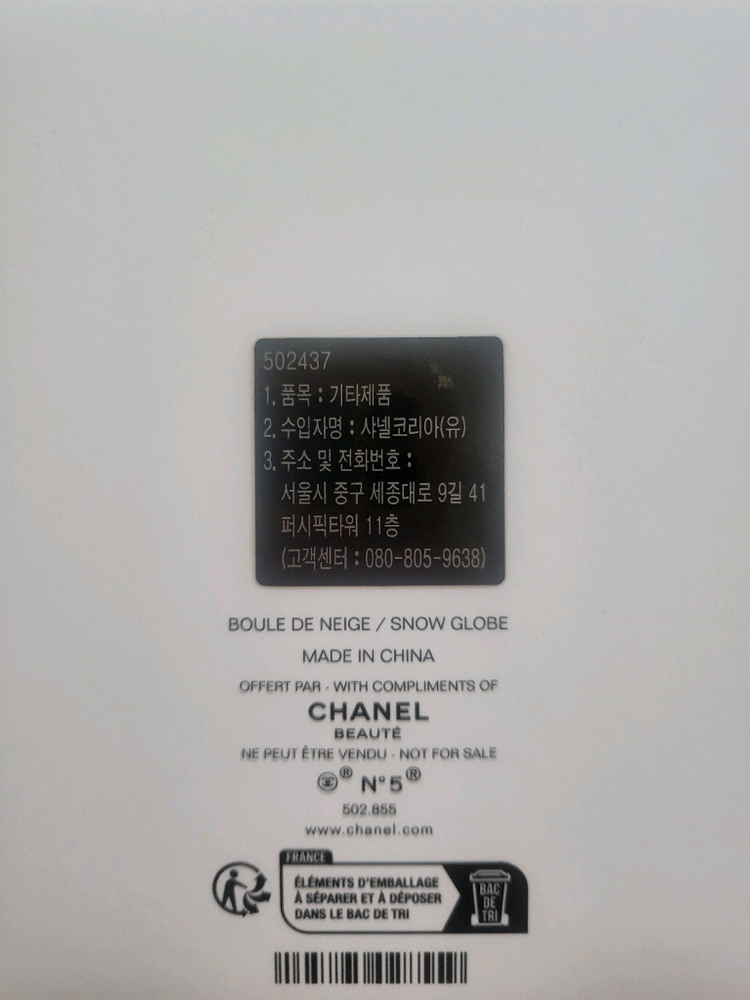 502437
1. 품목 : 기타제품
2. 수입자명 : 샤넬코리아(유)
3. 주소 및 전화번호 :
서울시 중구 세종대로 9길 41
퍼시픽타워 11층
(고객센터 : 080-805-9638)
BOULE DE NEIGE / SNOW GLOBE
MADE IN CHINA
OFFERT PAR - WITH COMPLIMENTS OF
CHANEL
BEAUTÉ
NE PEUT ÊTRE VENDU - NOT FOR SALE
® N°5®
502.855
www.chanel.com
FRANCE
ÉLÉMENTS D'EMBALLAGE
À SÉPARER ET À DÉPOSER
DANS LE BAC DE TRI
BAC
DE
TRI